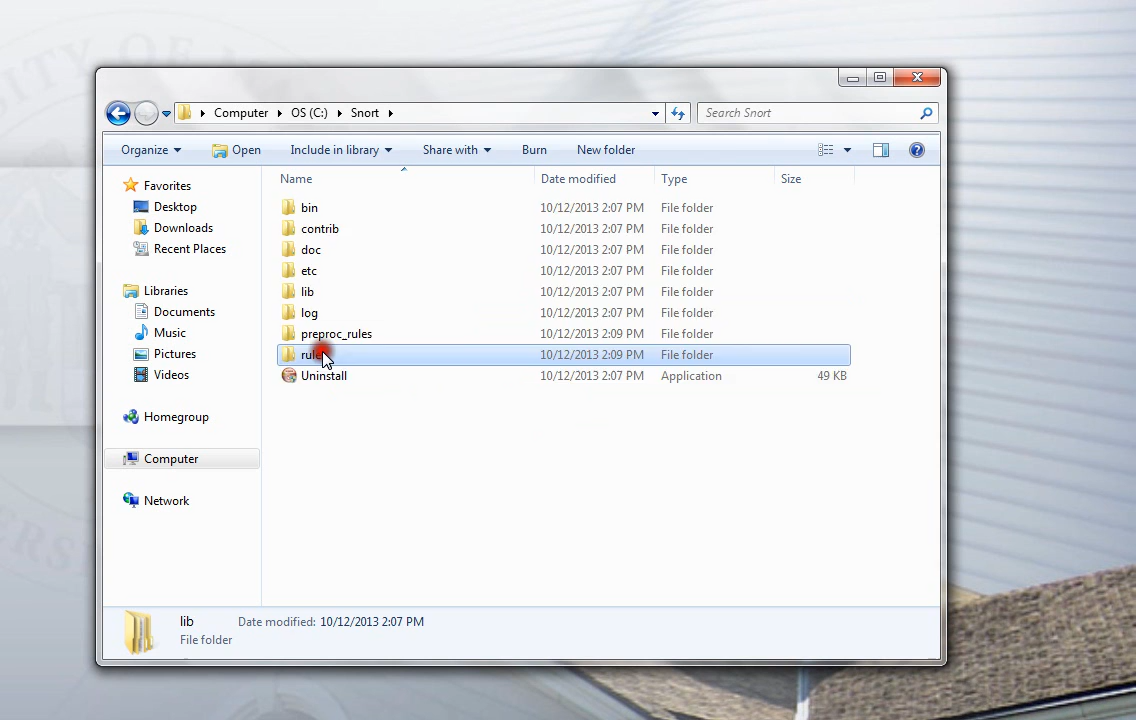 Computer OS (C:) Snort Search Snort
Organize Open Include in library Share with Burn New folder
Name Date modified Type Size
Favorites
Desktop
Downloads
Recent Places
Libraries
Documents
Music
Pictures
Videos
Homegroup
Computer
Network
bin 10/12/2013 2:07 PM File folder
contrib 10/12/2013 2:07 PM File folder
doc 10/12/2013 2:07 PM File folder
etc 10/12/2013 2:07 PM File folder
lib 10/12/2013 2:07 PM File folder
log 10/12/2013 2:07 PM File folder
preproc_rules 10/12/2013 2:09 PM File folder
rules 10/12/2013 2:09 PM File folder
Uninstall 10/12/2013 2:07 PM Application 49 KB
lib Date modified: 10/12/2013 2:07 PM
File folder